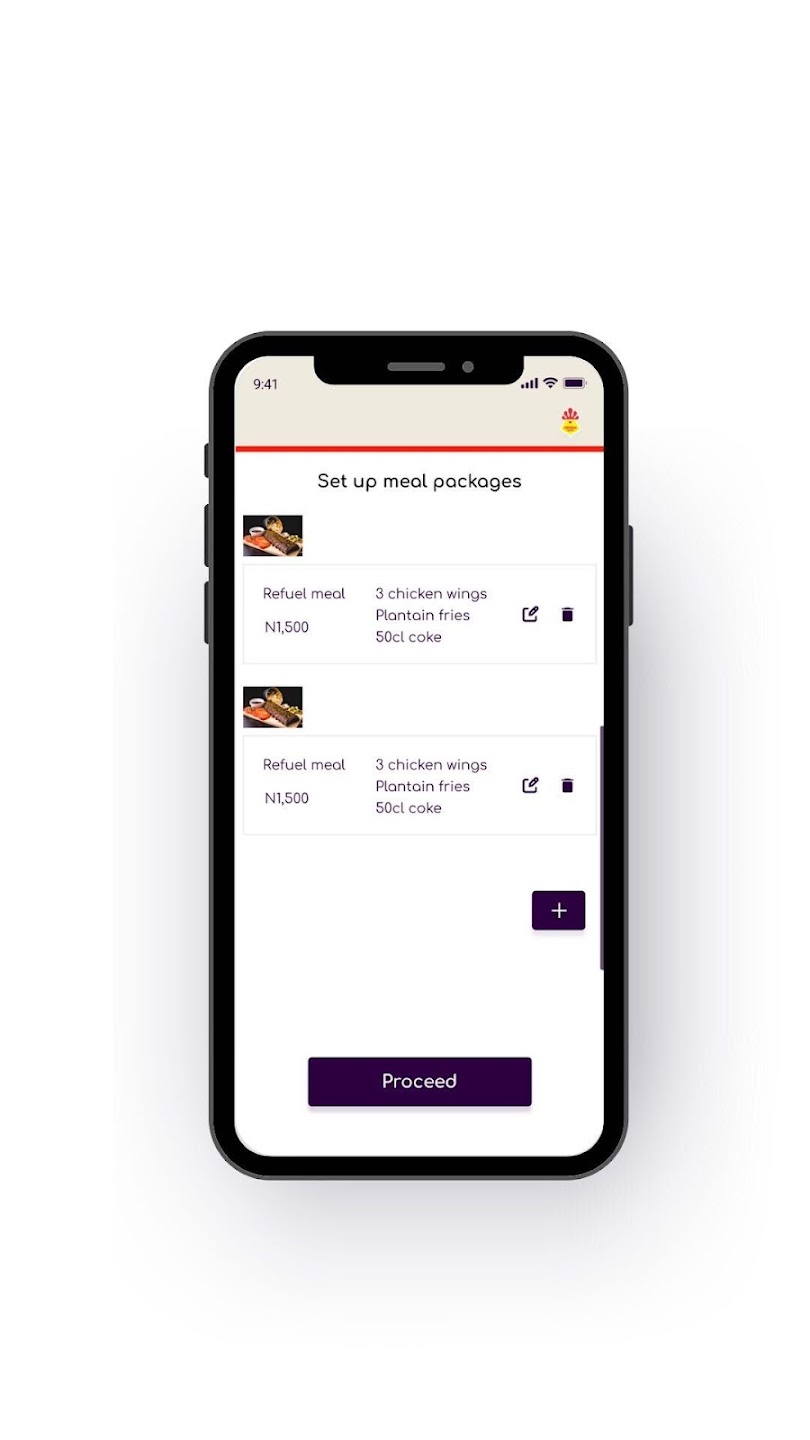 9:41
Set up meal packages
Refuel meal
N1,500
3 chicken wings
Plantain fries
50cl coke
Refuel meal
N1,500
3 chicken wings
Plantain fries
50cl coke
+
Proceed